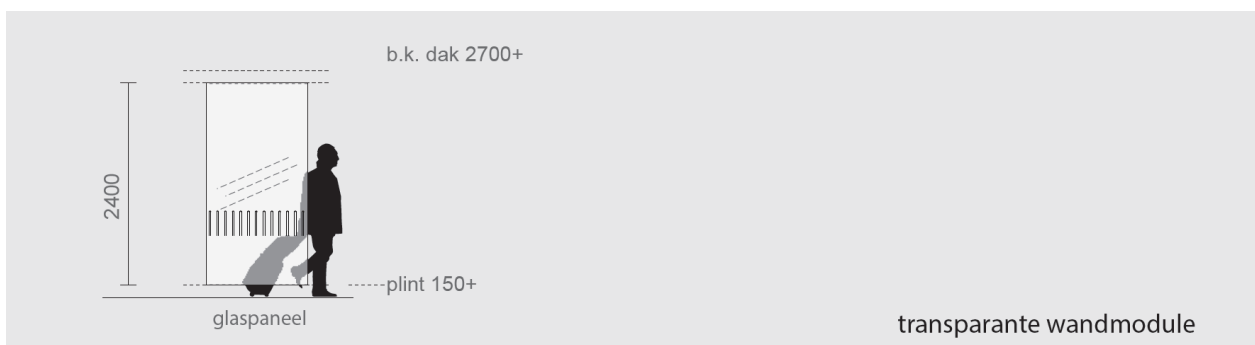 b.k. dak 2700+
2400
plint 150+
glaspaneel
transparante wandmodule